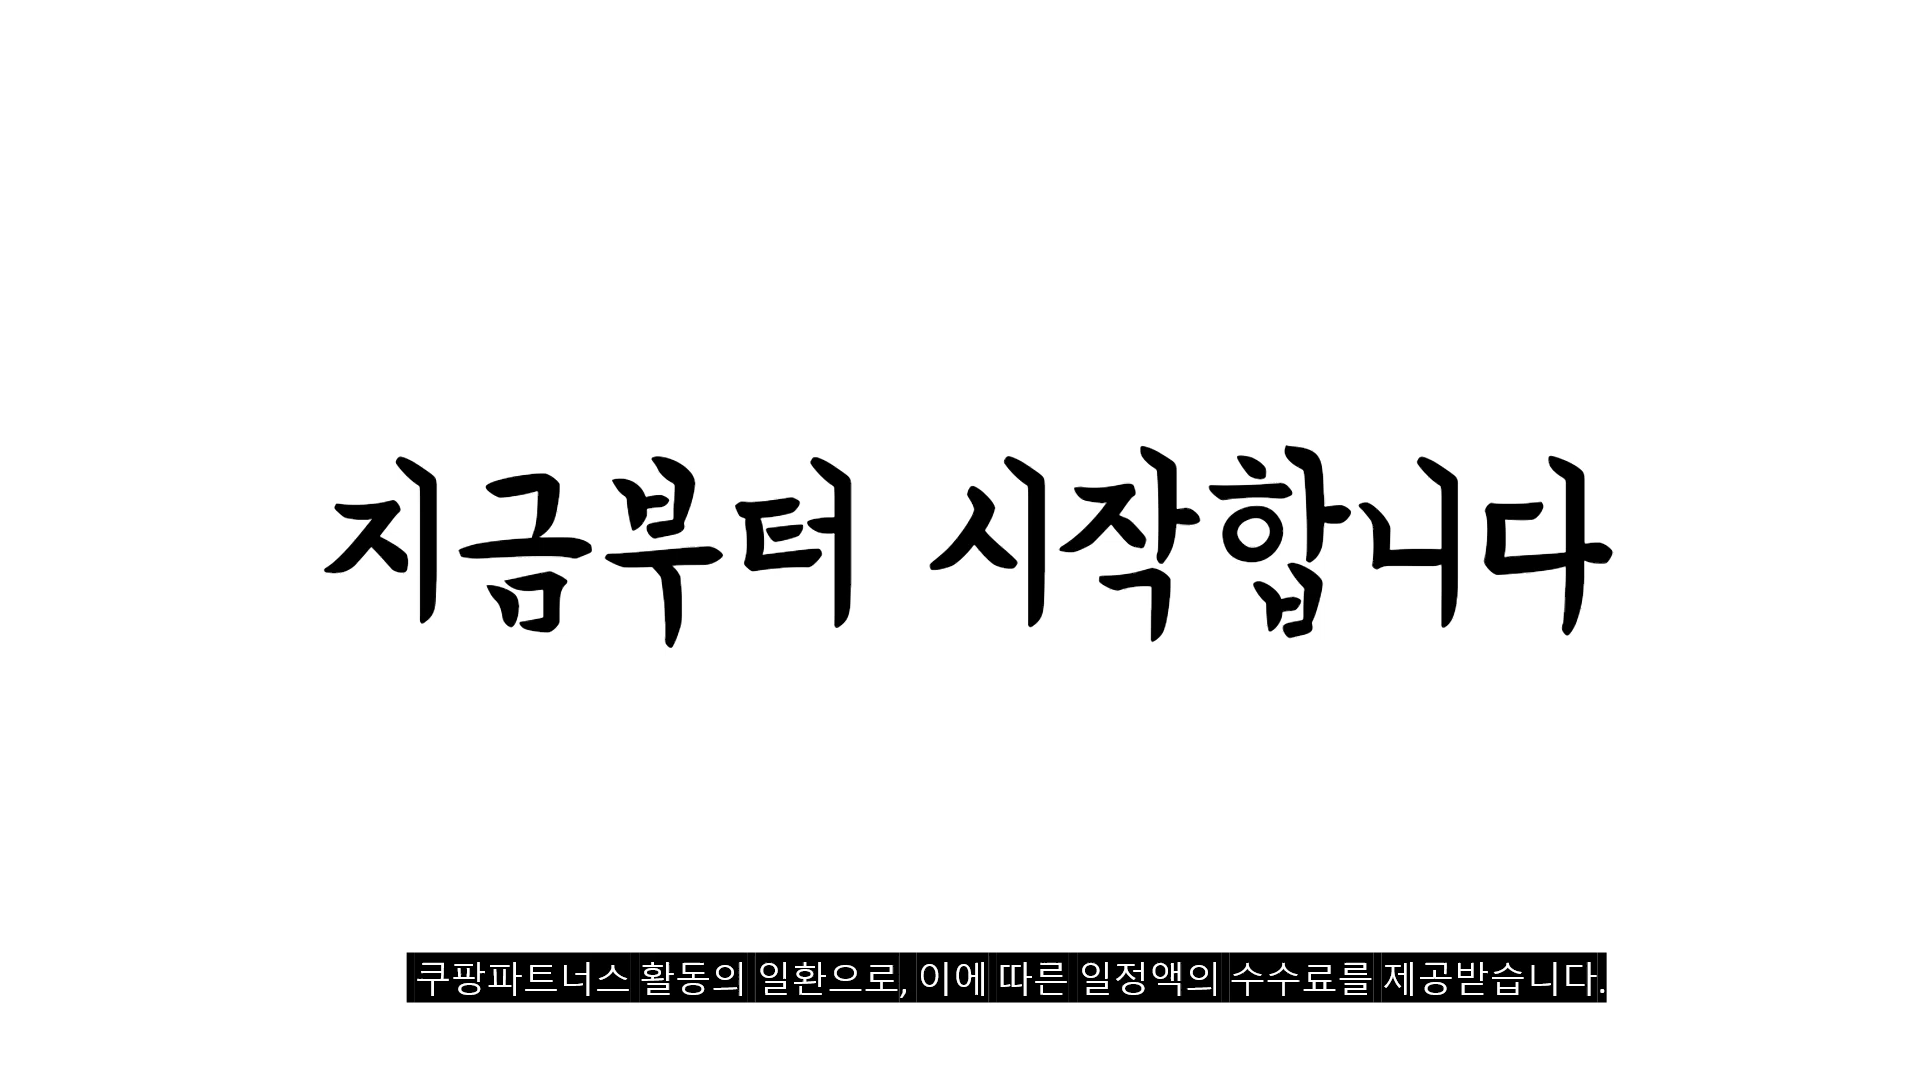 지금부터 시작합니다
쿠팡파트너스 활동의 일환으로, 이에 따른 일정액의 수수료를 제공받습니다.